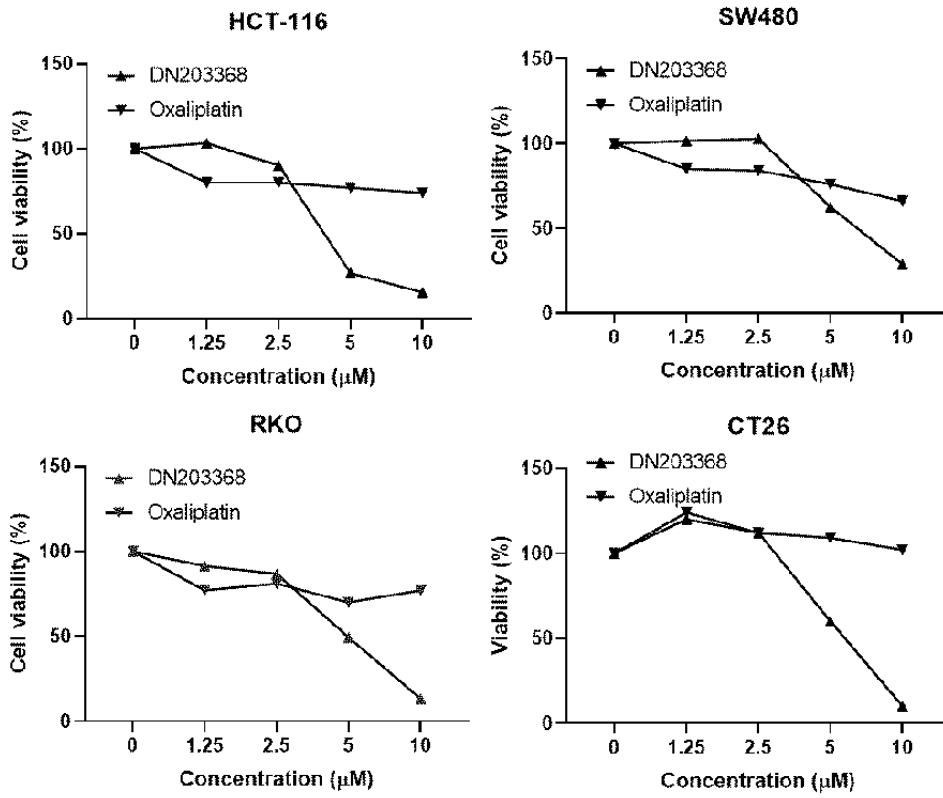 HCT-116
150
DN203368
Oxaliplatin
100
50
0
Cell viability (%)
0 1.25 2.5 5 10
Concentration (μM)
SW480
150
DN203368
Oxaliplatin
100
50
0
Cell viability (%)
0 1.25 2.5 5 10
Concentration (μM)
RKO
150
DN203368
Oxaliplatin
100
50
0
Cell viability (%)
0 1.25 2.5 5 10
Concentration (μM)
CT26
150
DN203368
Oxaliplatin
100
50
0
Viability (%)
0 1.25 2.5 5 10
Concentration (μM)